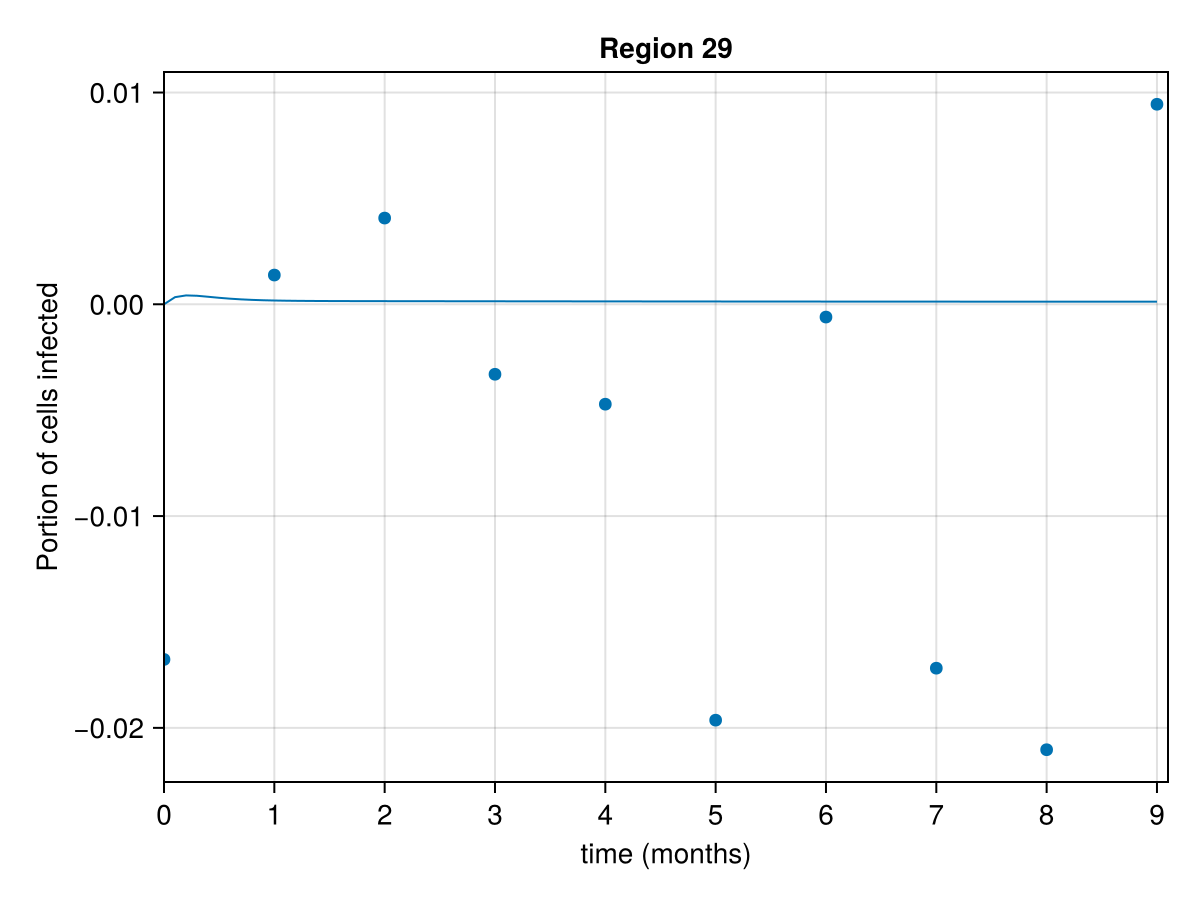 Region 29
Portion of cells infected
0.01
0.00
−0.01
−0.02
0 1 2 3 4 5 6 7 8 9
time (months)